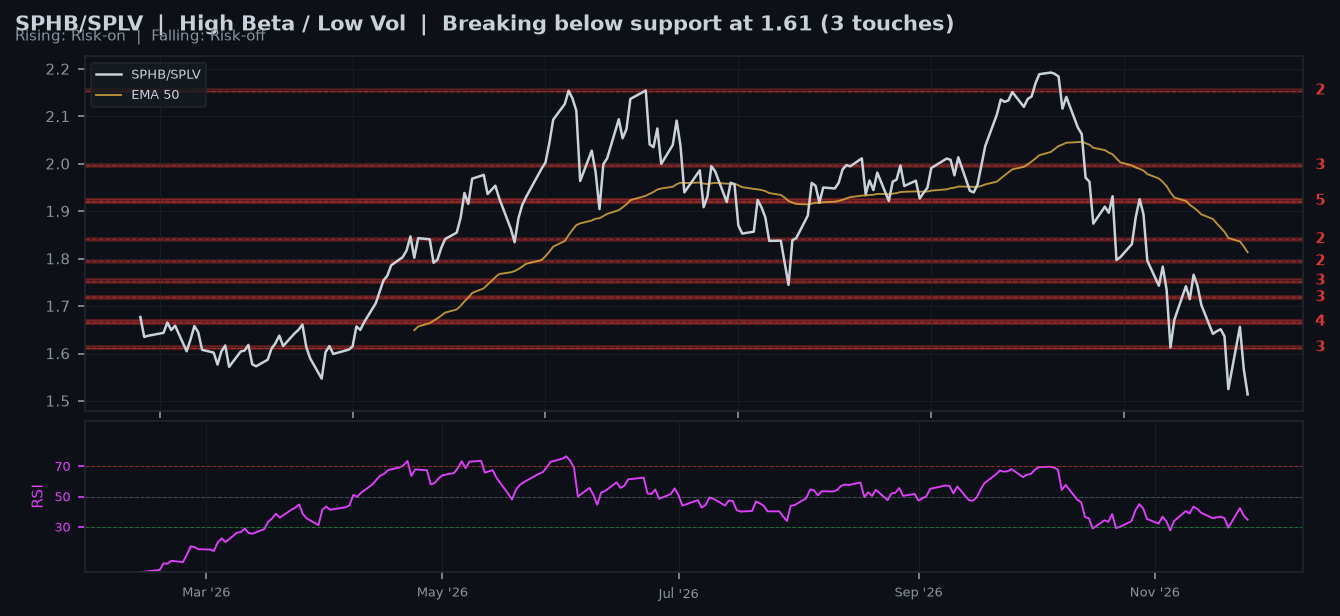 SPHB/SPLV | High Beta / Low Vol | Breaking below support at 1.61 (3 touches)
Rising: Risk-on | Falling: Risk-off
SPHB/SPLV
EMA 50
2.2
2.1
2.0
1.9
1.8
1.7
1.6
1.5
2
3
5
2
2
3
3
4
3
RSI
70
50
30
Mar '26
May '26
Jul '26
Sep '26
Nov '26